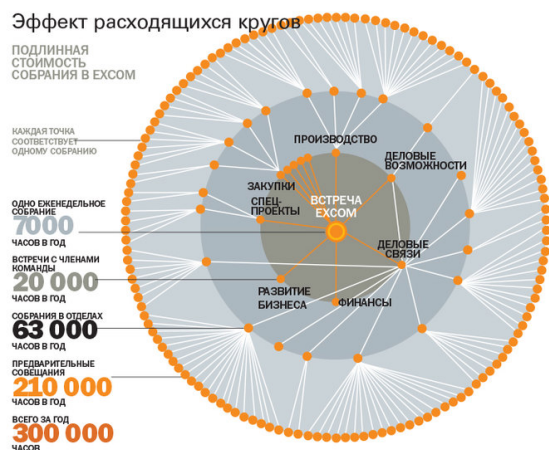 Эффект расходящихся кругов
ПОДЛИННАЯ
СТОИМОСТЬ
СОБРАНИЯ В EXCOM
КАЖДАЯ ТОЧКА
СООТВЕТСТВУЕТ
ОДНОМУ СОБРАНИЮ
ПРОИЗВОДСТВО
ДЕЛОВЫЕ
ВОЗМОЖНОСТИ
ЗАКУПКИ
СПЕЦ-
ПРОЕКТЫ
ВСТРЕЧА
EXCOM
ДЕЛОВЫЕ
СВЯЗИ
РАЗВИТИЕ
БИЗНЕСА
ФИНАНСЫ
ОДНО ЕЖЕНЕДЕЛЬНОЕ
СОБРАНИЕ
7000
ЧАСОВ В ГОД
ВСТРЕЧИ С ЧЛЕНАМИ
КОМАНДЫ
20 000
ЧАСОВ В ГОД
СОБРАНИЯ В ОТДЕЛАХ
63 000
ЧАСОВ В ГОД
ПРЕДВАРИТЕЛЬНЫЕ
СОВЕЩАНИЯ
210 000
ЧАСОВ В ГОД
ВСЕГО ЗА ГОД
300 000
ЧАСОВ